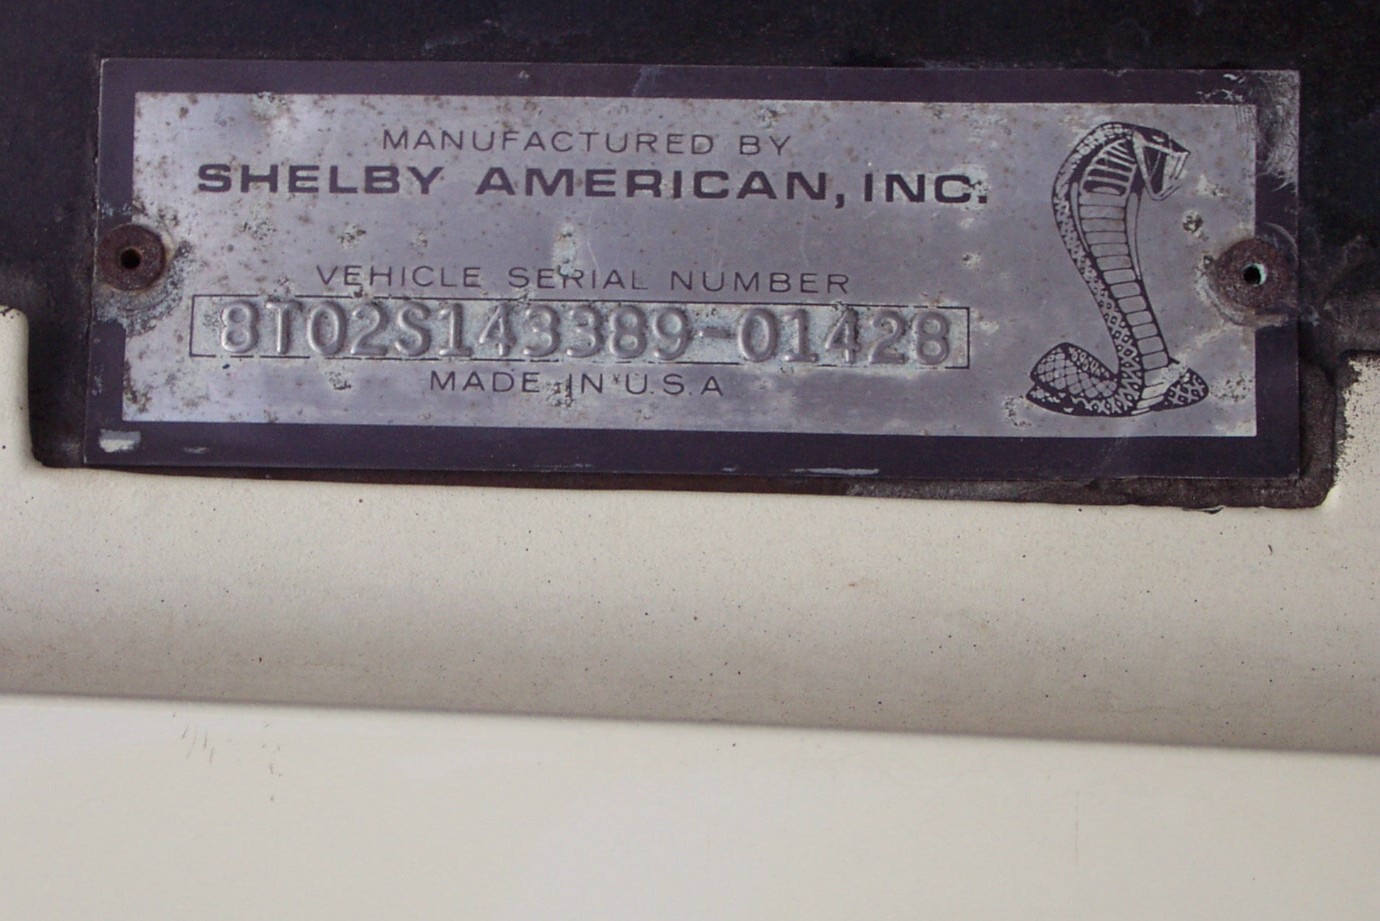 MANUFACTURED BY
SHELBY AMERICAN, INC.
VEHICLE SERIAL NUMBER
8T02S143389-01428
MADE IN U.S.A